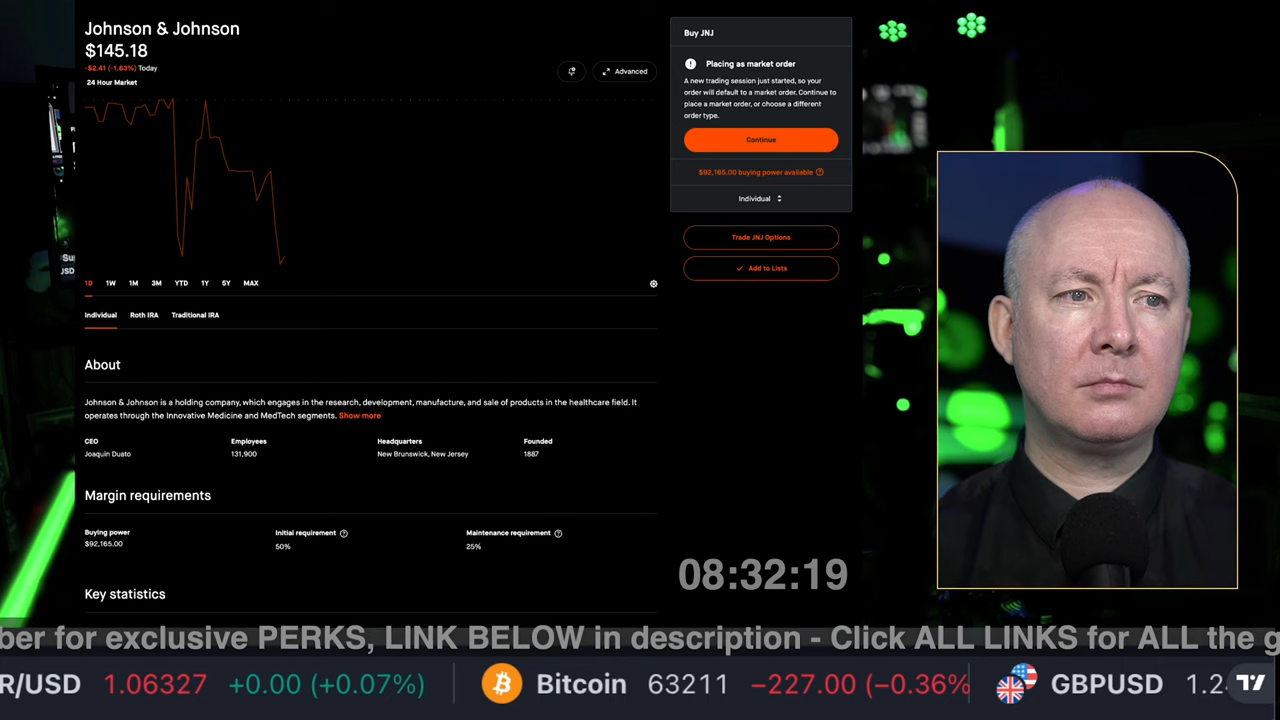 Johnson & Johnson
$145.18
-$2.41 (-1.63%) Today
24 Hour Market
Advanced
1D 1W 1M 3M YTD 1Y 5Y MAX
Individual Roth IRA Traditional IRA
About
Johnson & Johnson is a holding company, which engages in the research, development, manufacture, and sale of products in the healthcare field. It
operates through the Innovative Medicine and MedTech segments. Show more
CEO Employees Headquarters Founded
Joaquin Duato 131,900 New Brunswick, New Jersey 1887
Margin requirements
Buying power Initial requirement Maintenance requirement
$92,165.00 50% 25%
Key statistics
Buy JNJ
Placing as market order
A new trading session just started, so your
order will default to a market order. Continue to
place a market order, or choose a different
order type.
Continue
$92,165.00 buying power available
Individual
Trade JNJ Options
Add to Lists
08:32:19
ber for exclusive PERKS, LINK BELOW in description - Click ALL LINKS for ALL the g
R/USD 1.06327 +0.00 (+0.07%) Bitcoin 63211 −227.00 (−0.36% GBPUSD 1.2